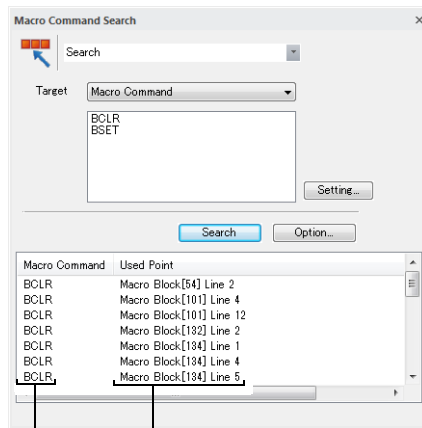 Macro Command Search
Search
Target Macro Command
BCLR
BSET
Setting...
Search Option...
Macro Command Used Point
BCLR Macro Block[54] Line 2
BCLR Macro Block[101] Line 4
BCLR Macro Block[101] Line 12
BCLR Macro Block[132] Line 2
BCLR Macro Block[134] Line 1
BCLR Macro Block[134] Line 4
BCLR Macro Block[134] Line 5